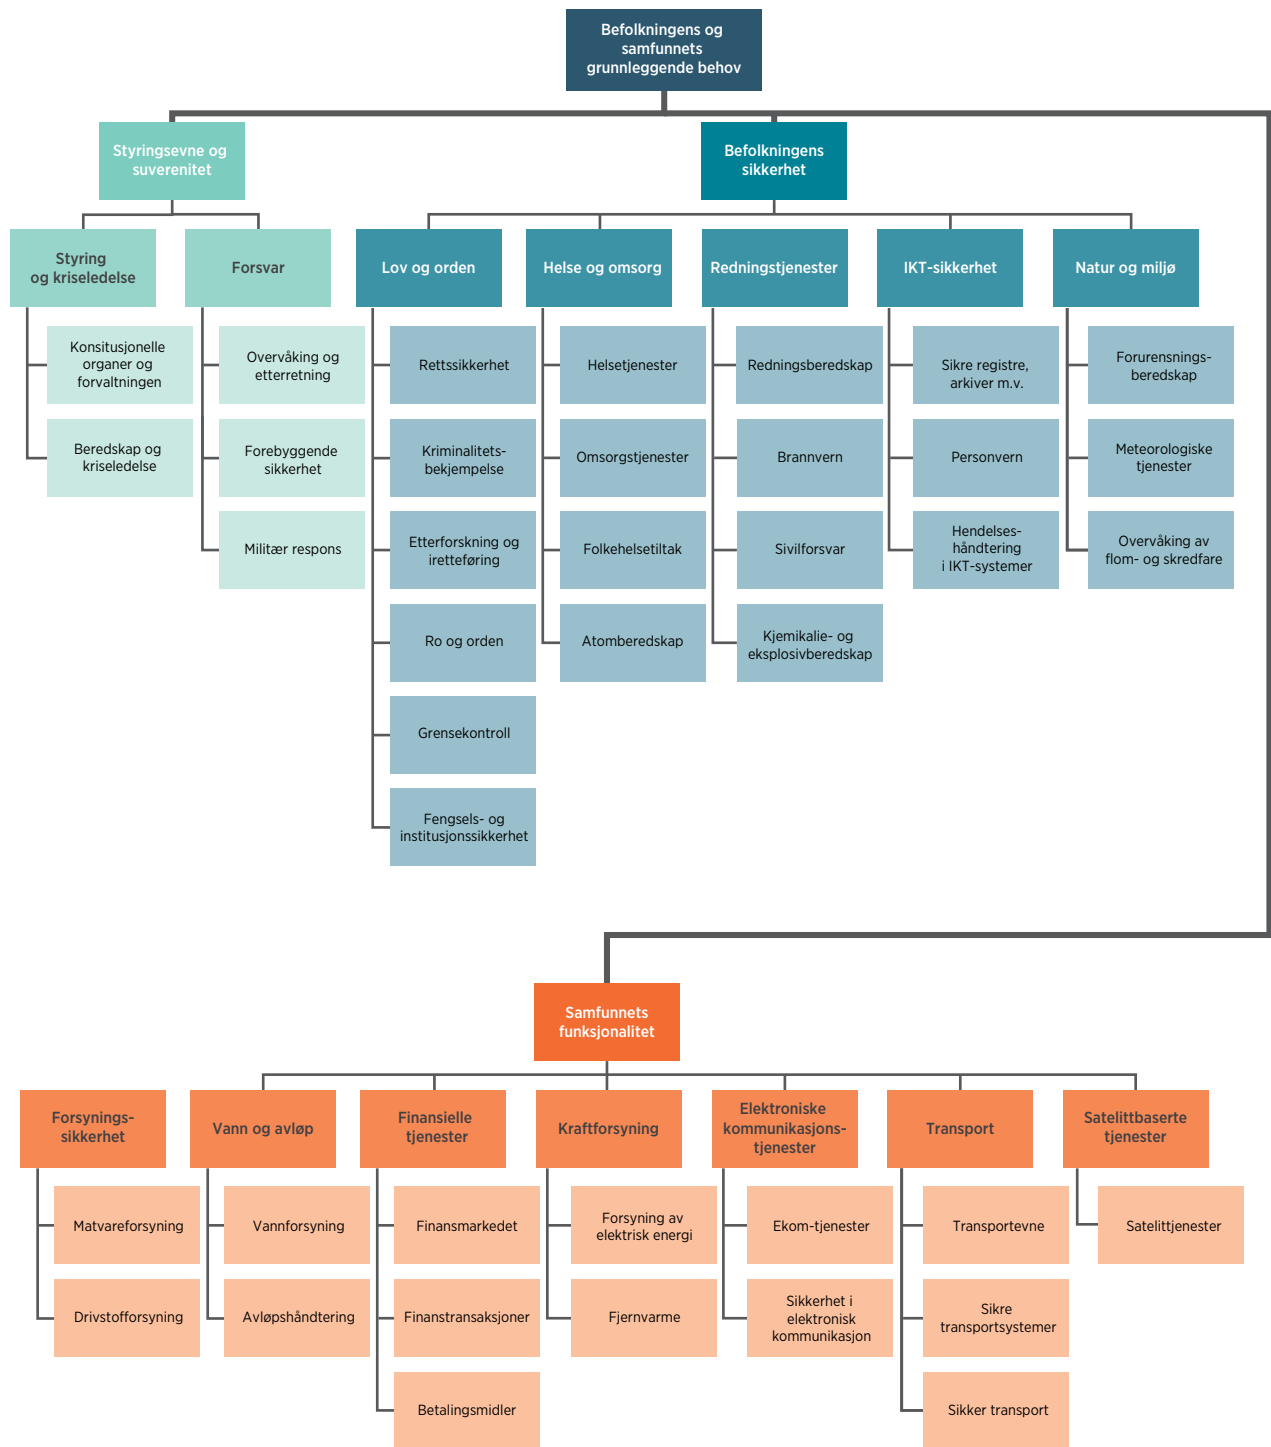 Befolkningens og
samfunnets
grunnleggende behov
Styringsevne og
suverenitet
Befolkningens
sikkerhet
Styring
og kriseledelse
Forsvar
Lov og orden
Helse og omsorg
Redningstjenester
IKT-sikkerhet
Natur og miljø
Konsitusjonelle
organer og
forvaltningen
Beredskap og
kriseledelse
Overvåking og
etterretning
Forebyggende
sikkerhet
Militær respons
Rettssikkerhet
Kriminalitets-
bekjempelse
Etterforskning og
iretteføring
Ro og orden
Grensekontroll
Fengsels- og
institusjonssikkerhet
Helsetjenester
Omsorgstjenester
Folkehelsetiltak
Atomberedskap
Redningsberedskap
Brannvern
Sivilforsvar
Kjemikalie- og
eksplosivberedskap
Sikre registre,
arkiver m.v.
Personvern
Hendelses-
håndtering
i IKT-systemer
Forurensnings-
beredskap
Meteorologiske
tjenester
Overvåking av
flom- og skredfare
Samfunnets
funksjonalitet
Forsynings-
sikkerhet
Vann og avløp
Finansielle
tjenester
Kraftforsyning
Elektroniske
kommunikasjons-
tjenester
Transport
Satelittbaserte
tjenester
Matvareforsyning
Drivstofforsyning
Vannforsyning
Avløpshåndtering
Finansmarkedet
Finanstransaksjoner
Betalingsmidler
Forsyning av
elektrisk energi
Fjernvarme
Ekom-tjenester
Sikkerhet i
elektronisk
kommunikasjon
Transportevne
Sikre
transportsystemer
Sikker transport
Satelittjenester